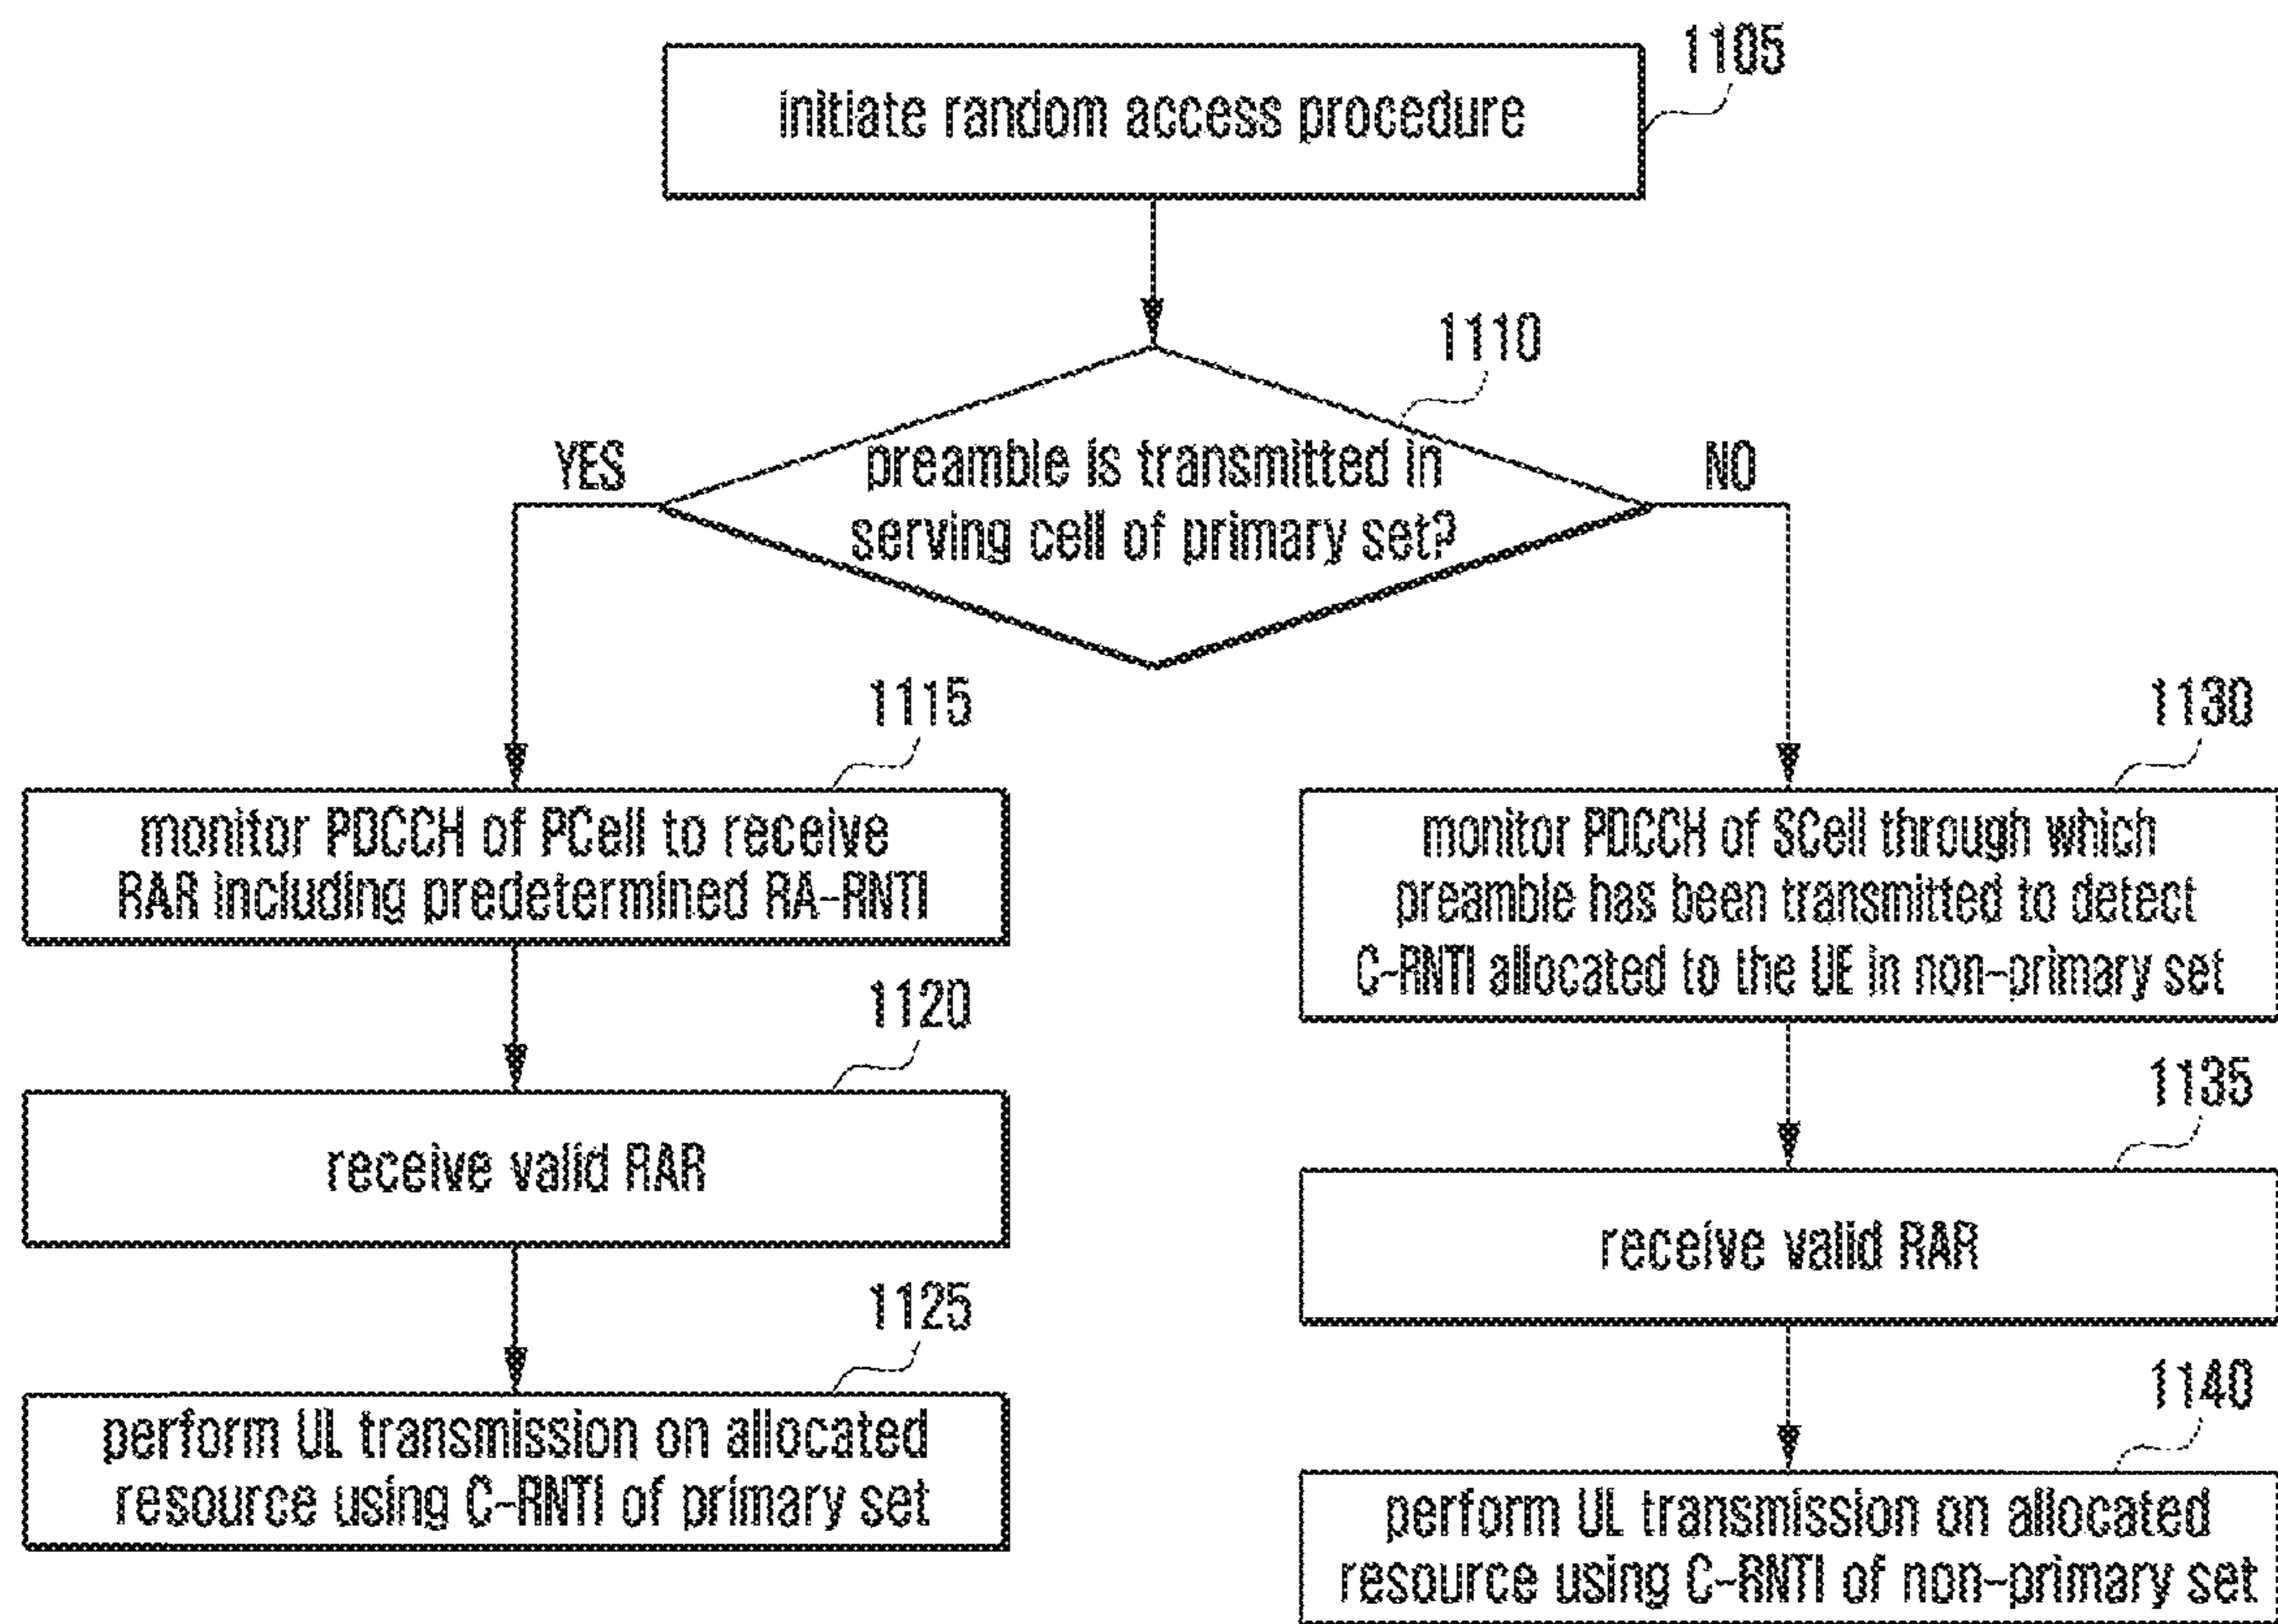 1105
initiate random access procedure
1110
YES
preamble is transmitted in
serving cell of primary set?
NO
1115
monitor PDCCH of PCell to receive
RAR including predetermined RA-RNTI
1120
receive valid RAR
1125
perform UL transmission on allocated
resource using C-RNTI of primary set
1130
monitor PDCCH of SCell through which
preamble has been transmitted to detect
C-RNTI allocated to the UE in non-primary set
1135
receive valid RAR
1140
perform UL transmission on allocated
resource using C-RNTI of non-primary set